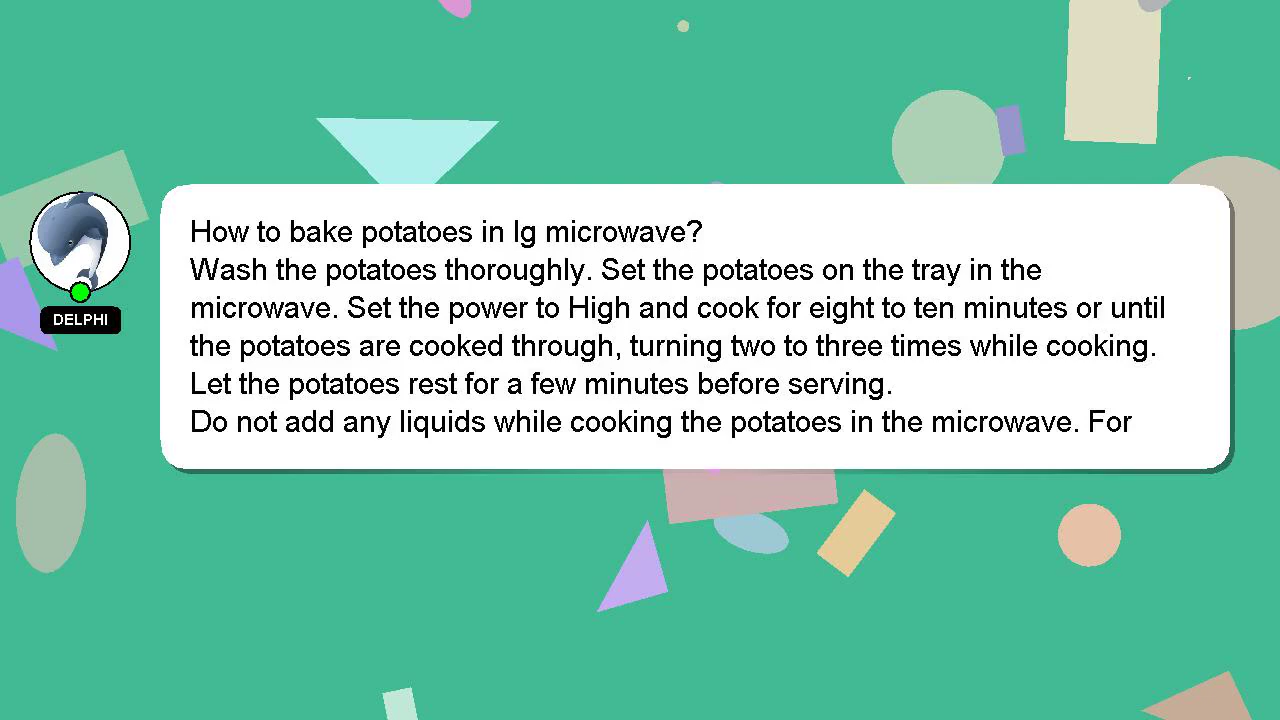 How to bake potatoes in lg microwave?
Wash the potatoes thoroughly. Set the potatoes on the tray in the
microwave. Set the power to High and cook for eight to ten minutes or until
the potatoes are cooked through, turning two to three times while cooking.
Let the potatoes rest for a few minutes before serving.
Do not add any liquids while cooking the potatoes in the microwave. For
DELPHI